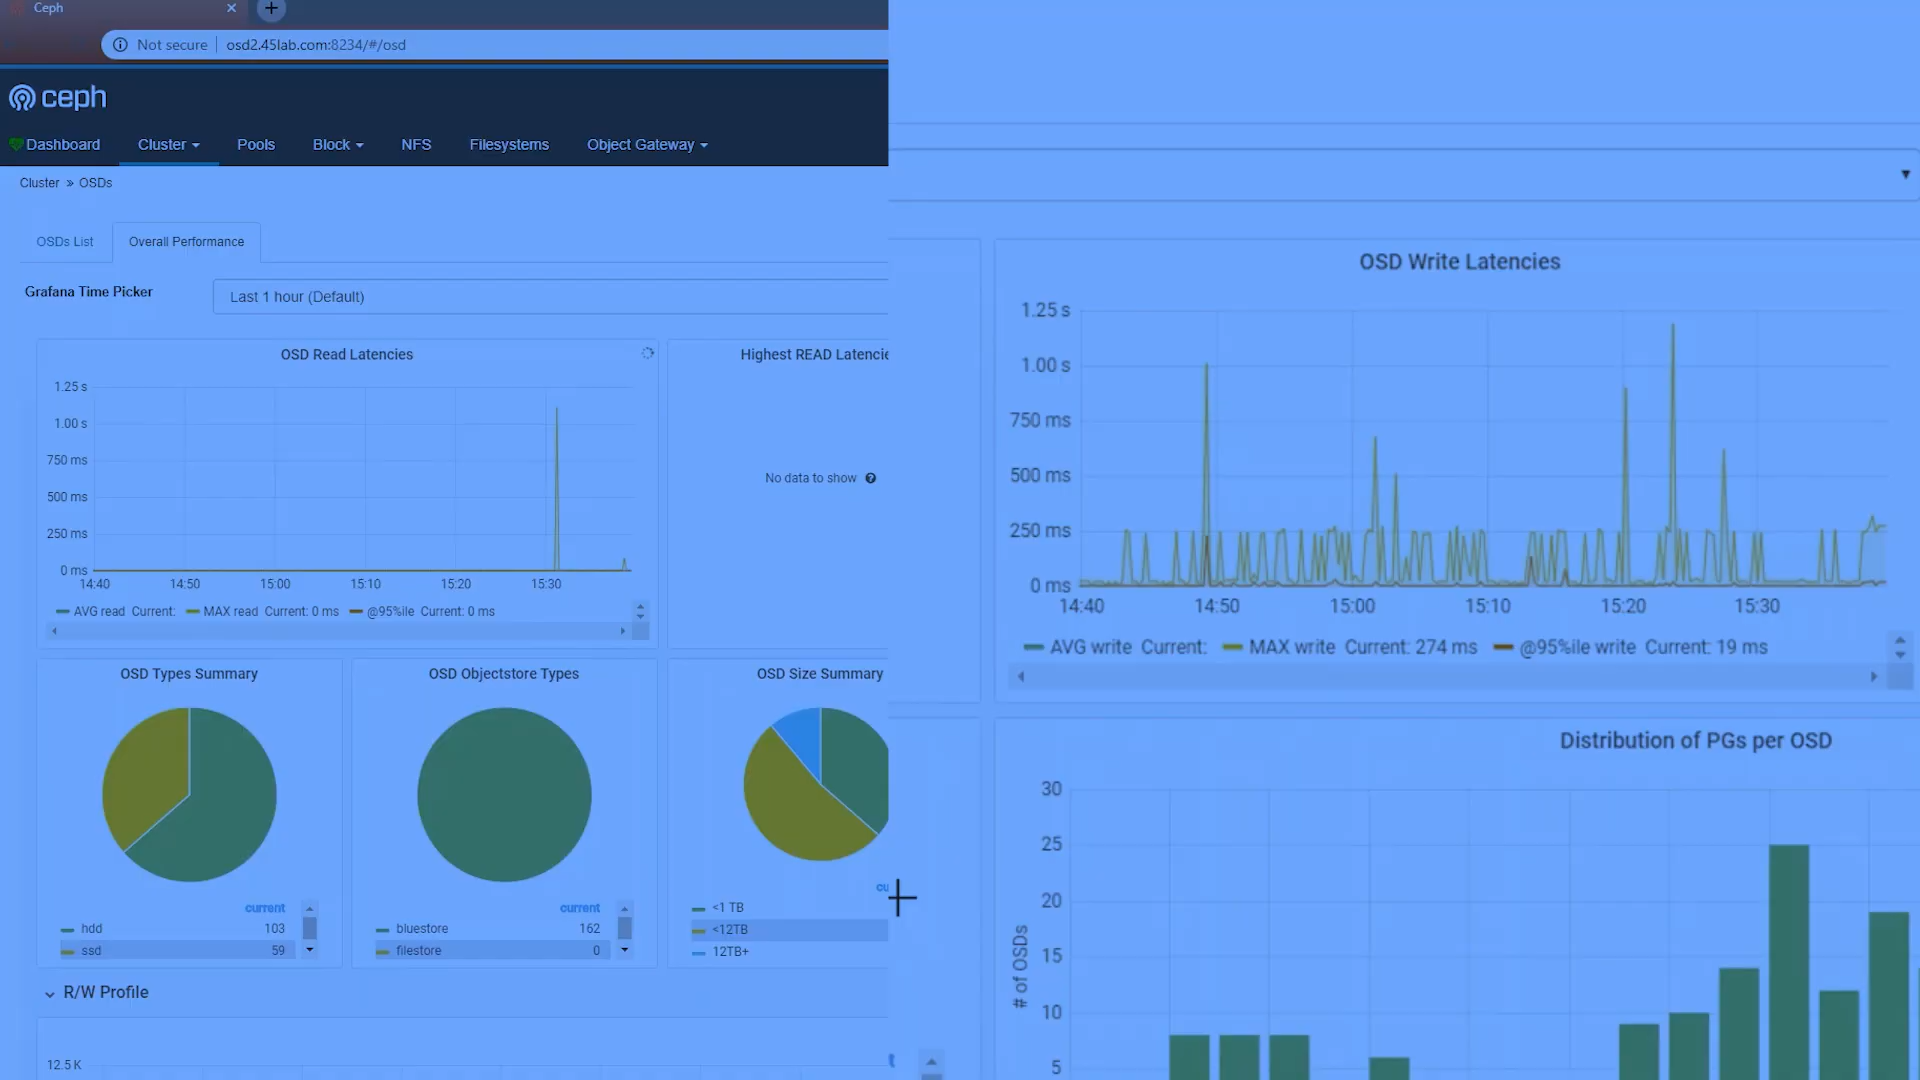 Ceph
Not secure osd2.45lab.com:8234/#/osd
ceph
Dashboard Cluster Pools Block NFS Filesystems Object Gateway
Cluster » OSDs
OSDs List Overall Performance
Grafana Time Picker Last 1 hour (Default)
OSD Read Latencies
1.25 s
1.00 s
750 ms
500 ms
250 ms
0 ms
14:40 14:50 15:00 15:10 15:20 15:30
AVG read Current: MAX read Current: 0 ms @95%ile Current: 0 ms
Highest READ Latencie
No data to show
OSD Types Summary
current
hdd 103
ssd 59
OSD Objectstore Types
current
bluestore 162
filestore 0
OSD Size Summary
cu
<1 TB
<12TB
12TB+
R/W Profile
12.5 K
OSD Write Latencies
1.25 s
1.00 s
750 ms
500 ms
250 ms
0 ms
14:40 14:50 15:00 15:10 15:20 15:30
AVG write Current: MAX write Current: 274 ms @95%ile write Current: 19 ms
Distribution of PGs per OSD
30
25
20
15
10
5
# of OSDs